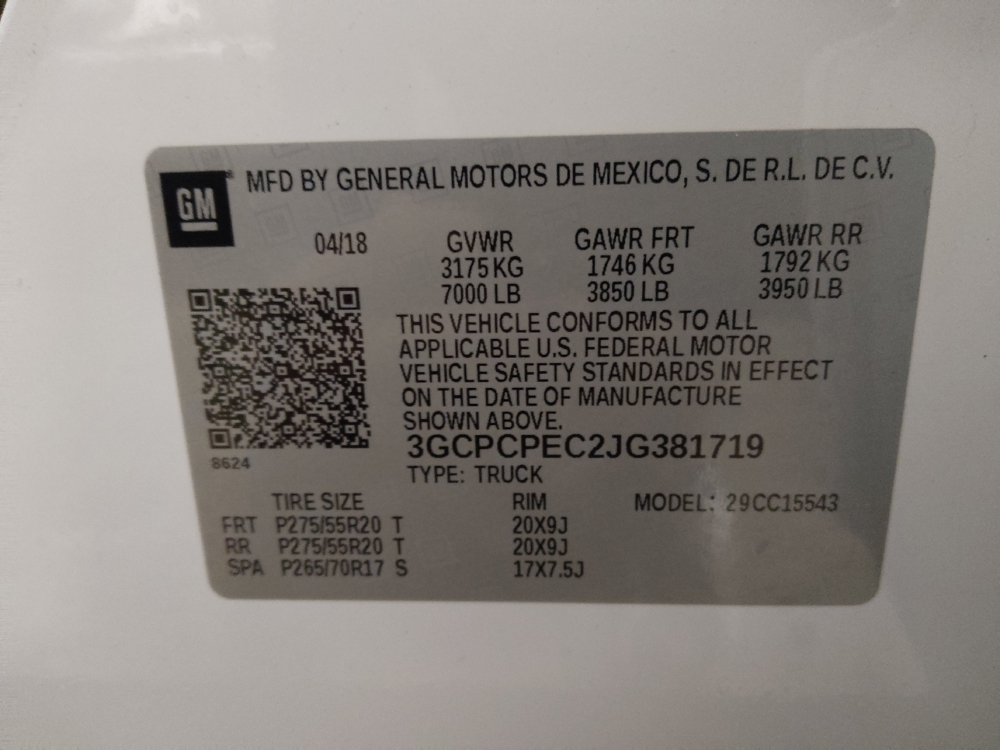 GM
MFD BY GENERAL MOTORS DE MEXICO, S. DE R.L. DE C.V.
04/18 GVWR GAWR FRT GAWR RR
3175 KG 1746 KG 1792 KG
7000 LB 3850 LB 3950 LB
THIS VEHICLE CONFORMS TO ALL
APPLICABLE U.S. FEDERAL MOTOR
VEHICLE SAFETY STANDARDS IN EFFECT
ON THE DATE OF MANUFACTURE
SHOWN ABOVE.
3GCPCPEC2JG381719
8624
TYPE: TRUCK
TIRE SIZE RIM MODEL: 29CC15543
FRT P275/55R20 T 20X9J
RR P275/55R20 T 20X9J
SPA P265/70R17 S 17X7.5J